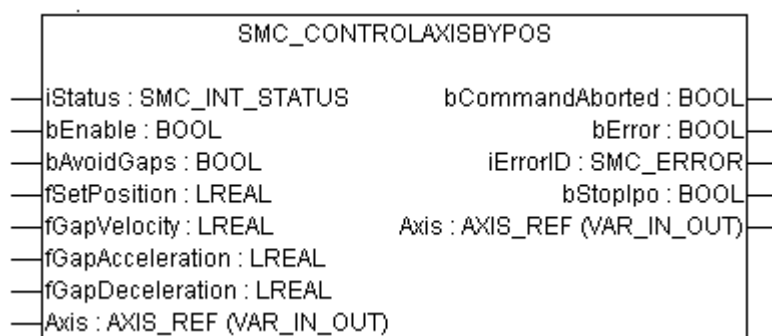 SMC_CONTROLAXISBYPOS
iStatus : SMC_INT_STATUS bCommandAborted : BOOL
bEnable : BOOL bError : BOOL
bAvoidGaps : BOOL iErrorID : SMC_ERROR
fSetPosition : LREAL bStopIpo : BOOL
fGapVelocity : LREAL Axis : AXIS_REF (VAR_IN_OUT)
fGapAcceleration : LREAL
fGapDeceleration : LREAL
Axis : AXIS_REF (VAR_IN_OUT)